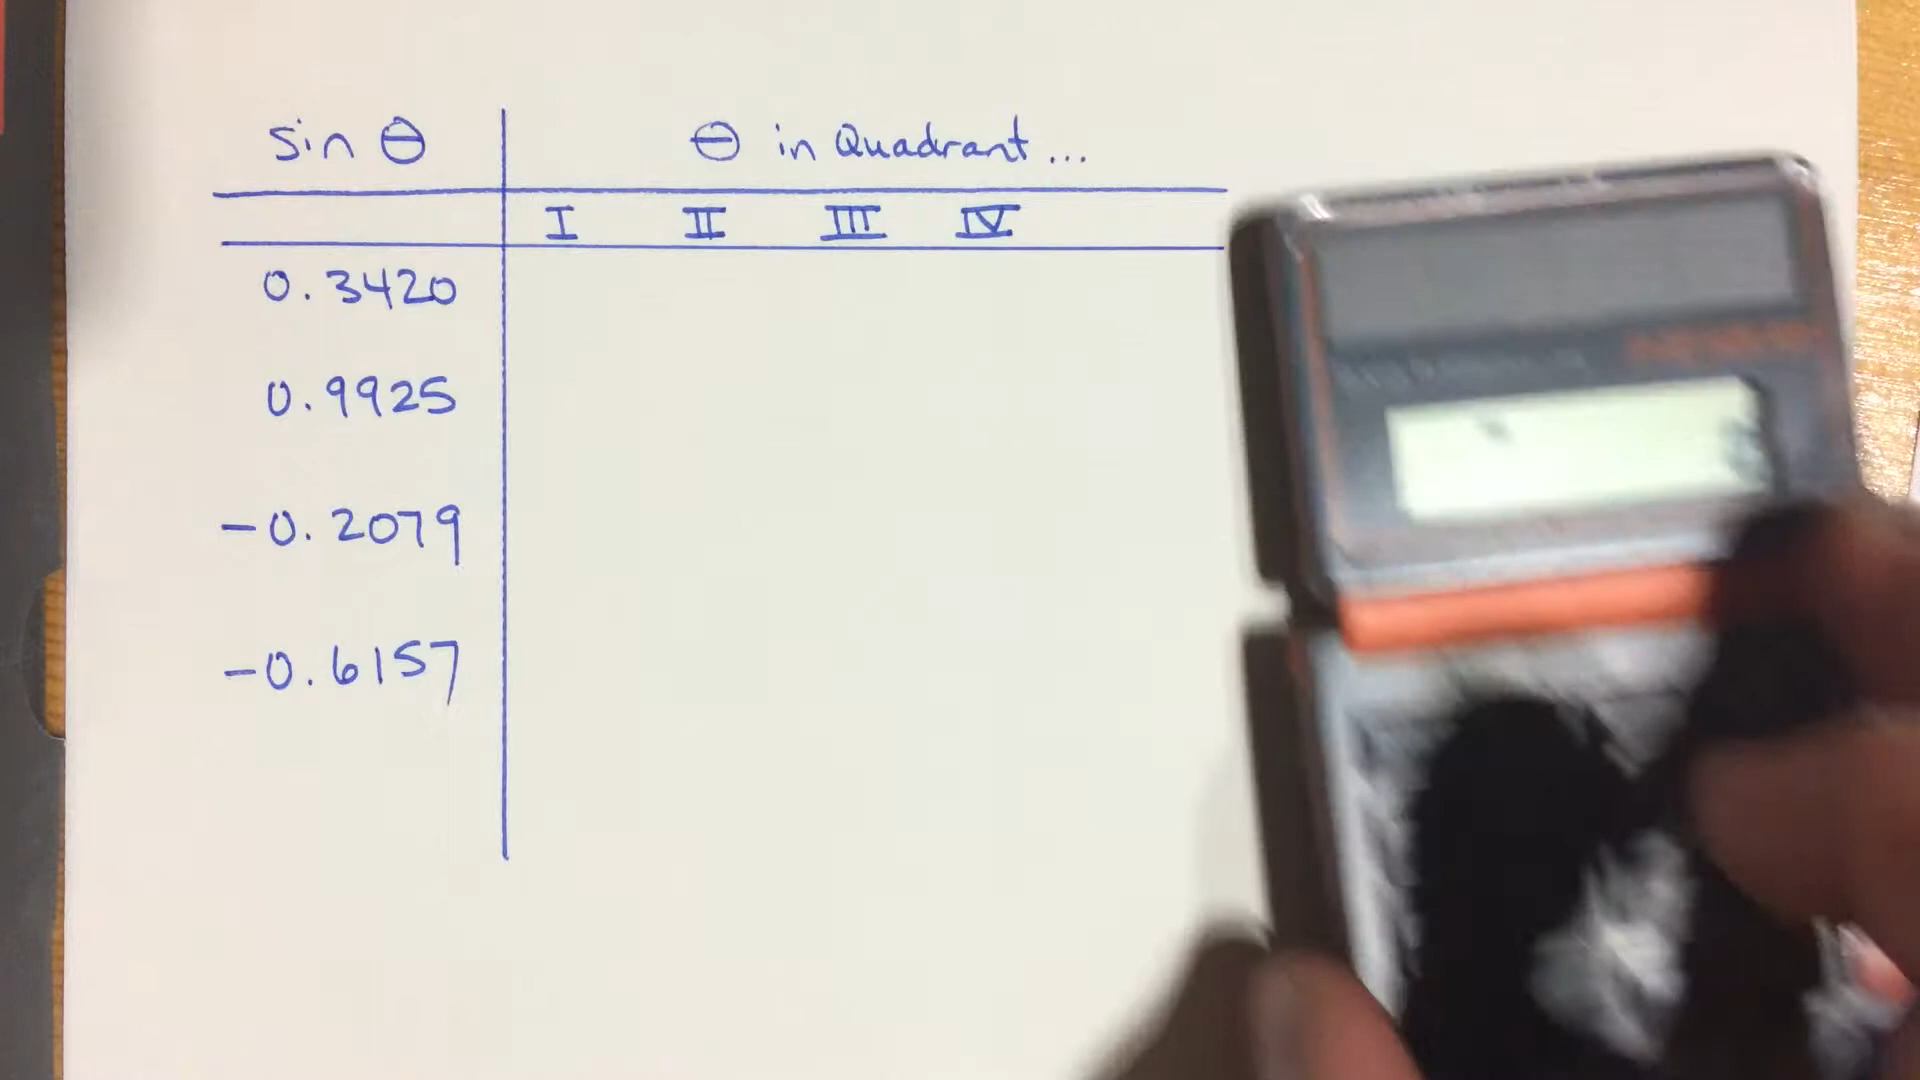 sin θ θ in Quadrant ...
I II III IV
0.3420
0.9925
-0.2079
-0.6157